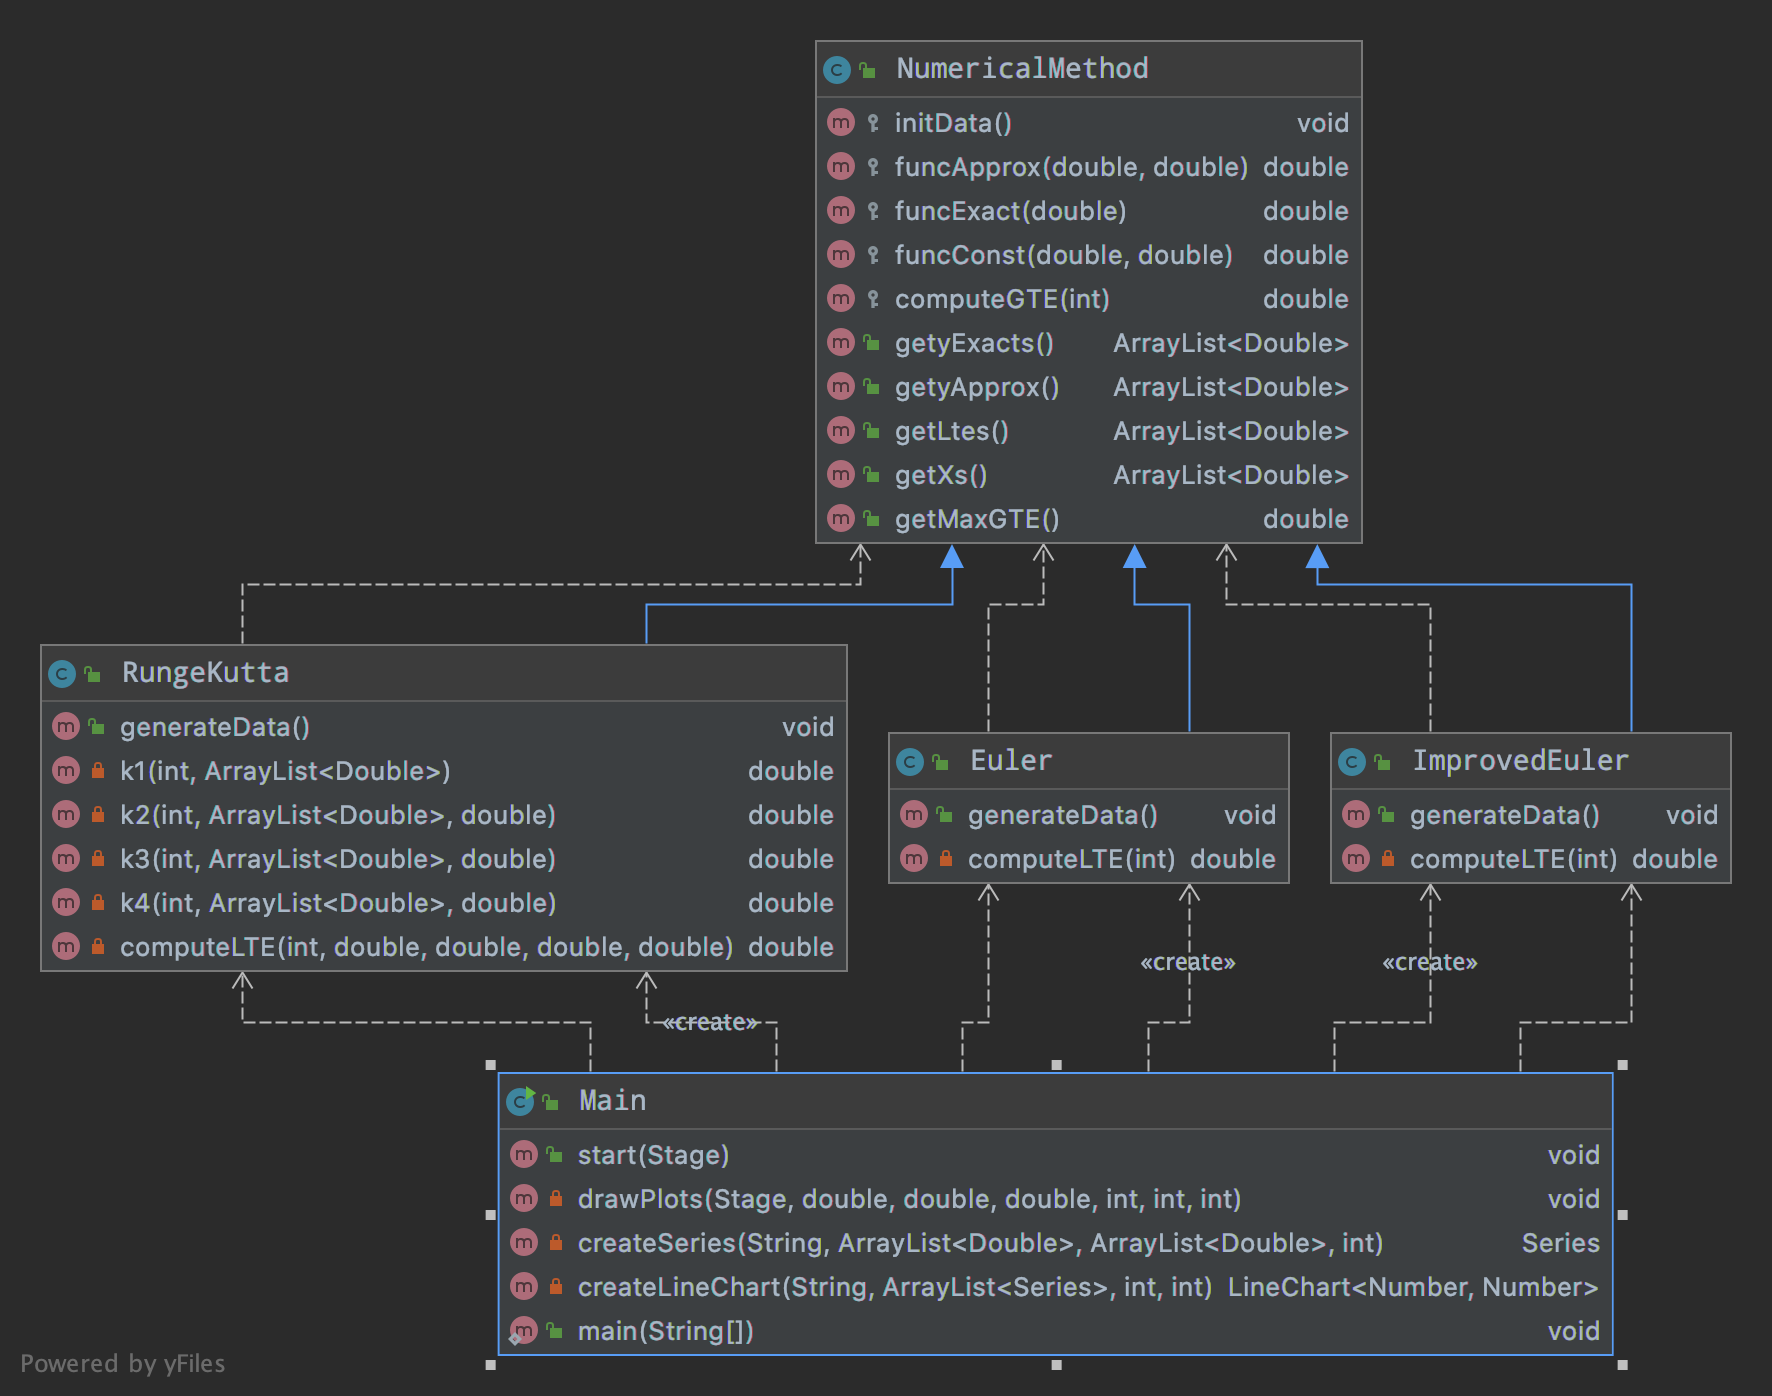 C NumericalMethod
m initData() void
m funcApprox(double, double) double
m funcExact(double) double
m funcConst(double, double) double
m computeGTE(int) double
m getyExacts() ArrayList<Double>
m getyApprox() ArrayList<Double>
m getLtes() ArrayList<Double>
m getXs() ArrayList<Double>
m getMaxGTE() double
C RungeKutta
m generateData() void
m k1(int, ArrayList<Double>) double
m k2(int, ArrayList<Double>, double) double
m k3(int, ArrayList<Double>, double) double
m k4(int, ArrayList<Double>, double) double
m computeLTE(int, double, double, double, double) double
C Euler
m generateData() void
m computeLTE(int) double
C ImprovedEuler
m generateData() void
m computeLTE(int) double
«create»
«create»
«create»
C Main
m start(Stage) void
m drawPlots(Stage, double, double, double, int, int, int) void
m createSeries(String, ArrayList<Double>, ArrayList<Double>, int) Series
m createLineChart(String, ArrayList<Series>, int, int) LineChart<Number, Number>
m main(String[]) void
Powered by yFiles